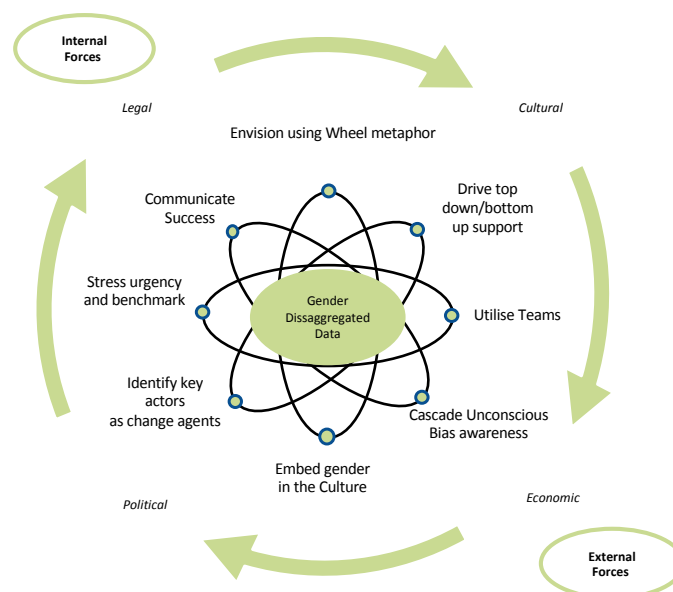 Internal
Forces
Legal
Cultural
Envision using Wheel metaphor
Communicate
Success
Drive top
down/bottom
up support
Stress urgency
and benchmark
Gender
Dissaggregated
Data
Utilise Teams
Identify key
actors
as change agents
Cascade Unconscious
Bias awareness
Embed gender
in the Culture
Political
Economic
External
Forces